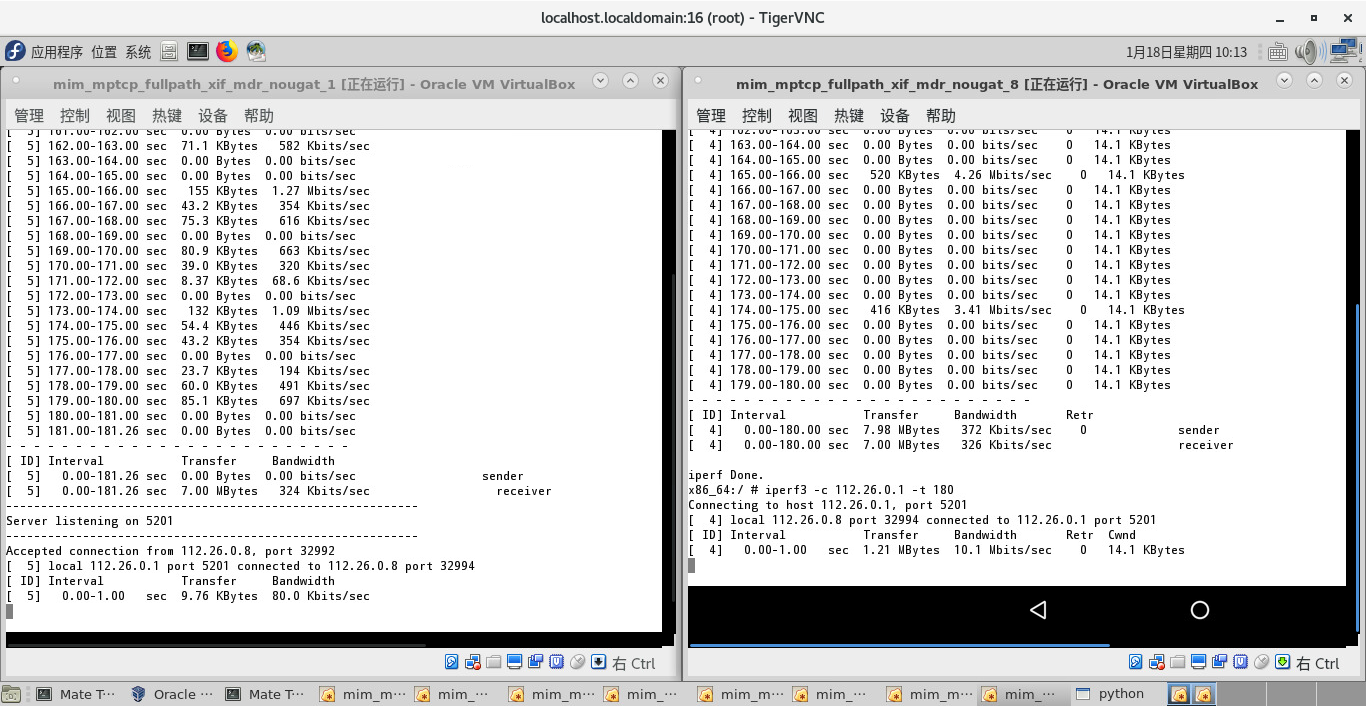 localhost.localdomain:16 (root) - TigerVNC
应用程序 位置 系统
1月18日星期四 10:13
mim_mptcp_fullpath_xif_mdr_nougat_1 [正在运行] - Oracle VM VirtualBox
管理 控制 视图 热键 设备 帮助
[  5] 161.00-162.00 sec  0.00 Bytes  0.00 bits/sec
[  5] 162.00-163.00 sec  71.1 KBytes   582 Kbits/sec
[  5] 163.00-164.00 sec  0.00 Bytes  0.00 bits/sec
[  5] 164.00-165.00 sec  0.00 Bytes  0.00 bits/sec
[  5] 165.00-166.00 sec   155 KBytes  1.27 Mbits/sec
[  5] 166.00-167.00 sec  43.2 KBytes   354 Kbits/sec
[  5] 167.00-168.00 sec  75.3 KBytes   616 Kbits/sec
[  5] 168.00-169.00 sec  0.00 Bytes  0.00 bits/sec
[  5] 169.00-170.00 sec  80.9 KBytes   663 Kbits/sec
[  5] 170.00-171.00 sec  39.0 KBytes   320 Kbits/sec
[  5] 171.00-172.00 sec  8.37 KBytes  68.6 Kbits/sec
[  5] 172.00-173.00 sec  0.00 Bytes  0.00 bits/sec
[  5] 173.00-174.00 sec   132 KBytes  1.09 Mbits/sec
[  5] 174.00-175.00 sec  54.4 KBytes   446 Kbits/sec
[  5] 175.00-176.00 sec  43.2 KBytes   354 Kbits/sec
[  5] 176.00-177.00 sec  0.00 Bytes  0.00 bits/sec
[  5] 177.00-178.00 sec  23.7 KBytes   194 Kbits/sec
[  5] 178.00-179.00 sec  60.0 KBytes   491 Kbits/sec
[  5] 179.00-180.00 sec  85.1 KBytes   697 Kbits/sec
[  5] 180.00-181.00 sec  0.00 Bytes  0.00 bits/sec
[  5] 181.00-181.26 sec  0.00 Bytes  0.00 bits/sec
- - - - - - - - - - - - - - - - - - - - - - - - -
[ ID] Interval           Transfer     Bandwidth
[  5]   0.00-181.26 sec  0.00 Bytes  0.00 bits/sec                  sender
[  5]   0.00-181.26 sec  7.00 MBytes   324 Kbits/sec                  receiver
-----------------------------------------------------------
Server listening on 5201
-----------------------------------------------------------
Accepted connection from 112.26.0.8, port 32992
[  5] local 112.26.0.1 port 5201 connected to 112.26.0.8 port 32994
[ ID] Interval           Transfer     Bandwidth
[  5]   0.00-1.00   sec  9.76 KBytes  80.0 Kbits/sec
右 Ctrl
mim_mptcp_fullpath_xif_mdr_nougat_8 [正在运行] - Oracle VM VirtualBox
管理 控制 视图 热键 设备 帮助
[  4] 162.00-163.00 sec  0.00 Bytes  0.00 bits/sec    0   14.1 KBytes
[  4] 163.00-164.00 sec  0.00 Bytes  0.00 bits/sec    0   14.1 KBytes
[  4] 164.00-165.00 sec  0.00 Bytes  0.00 bits/sec    0   14.1 KBytes
[  4] 165.00-166.00 sec   520 KBytes  4.26 Mbits/sec    0   14.1 KBytes
[  4] 166.00-167.00 sec  0.00 Bytes  0.00 bits/sec    0   14.1 KBytes
[  4] 167.00-168.00 sec  0.00 Bytes  0.00 bits/sec    0   14.1 KBytes
[  4] 168.00-169.00 sec  0.00 Bytes  0.00 bits/sec    0   14.1 KBytes
[  4] 169.00-170.00 sec  0.00 Bytes  0.00 bits/sec    0   14.1 KBytes
[  4] 170.00-171.00 sec  0.00 Bytes  0.00 bits/sec    0   14.1 KBytes
[  4] 171.00-172.00 sec  0.00 Bytes  0.00 bits/sec    0   14.1 KBytes
[  4] 172.00-173.00 sec  0.00 Bytes  0.00 bits/sec    0   14.1 KBytes
[  4] 173.00-174.00 sec  0.00 Bytes  0.00 bits/sec    0   14.1 KBytes
[  4] 174.00-175.00 sec   416 KBytes  3.41 Mbits/sec    0   14.1 KBytes
[  4] 175.00-176.00 sec  0.00 Bytes  0.00 bits/sec    0   14.1 KBytes
[  4] 176.00-177.00 sec  0.00 Bytes  0.00 bits/sec    0   14.1 KBytes
[  4] 177.00-178.00 sec  0.00 Bytes  0.00 bits/sec    0   14.1 KBytes
[  4] 178.00-179.00 sec  0.00 Bytes  0.00 bits/sec    0   14.1 KBytes
[  4] 179.00-180.00 sec  0.00 Bytes  0.00 bits/sec    0   14.1 KBytes
- - - - - - - - - - - - - - - - - - - - - - - - -
[ ID] Interval           Transfer     Bandwidth       Retr
[  4]   0.00-180.00 sec  7.98 MBytes   372 Kbits/sec    0             sender
[  4]   0.00-180.00 sec  7.00 MBytes   326 Kbits/sec                  receiver
iperf Done.
x86_64:/ # iperf3 -c 112.26.0.1 -t 180
Connecting to host 112.26.0.1, port 5201
[  4] local 112.26.0.8 port 32994 connected to 112.26.0.1 port 5201
[ ID] Interval           Transfer     Bandwidth       Retr  Cwnd
[  4]   0.00-1.00   sec  1.21 MBytes  10.1 Mbits/sec    0   14.1 KBytes
右 Ctrl
Mate T··· Oracle ··· Mate T··· mim_m··· mim_··· mim_m··· mim_··· mim_m··· mim_··· mim_m··· mim_··· python